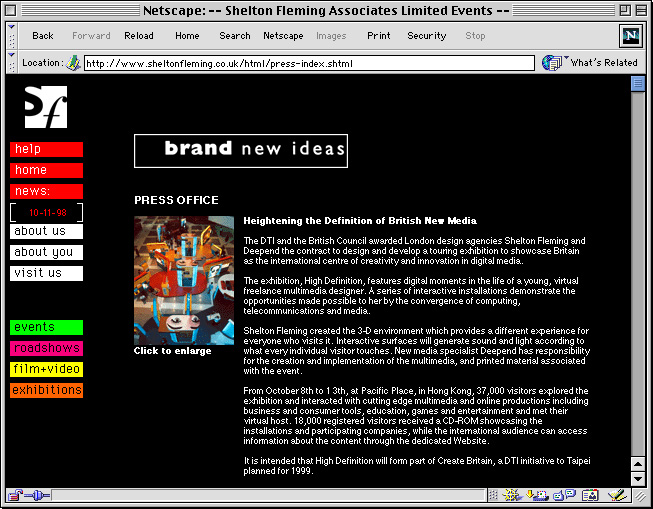 Netscape: -- Shelton Fleming Associates Limited Events --
Back Forward Reload Home Search Netscape Images Print Security Stop
N
Location: http://www.sheltonfleming.co.uk/html/press-index.shtml What's Related
Sf
help
home
news:
10-11-98
about us
about you
visit us
events
roadshows
film+video
exhibitions
brand new ideas
PRESS OFFICE
Click to enlarge
Heightening the Definition of British New Media
The DTI and the British Council awarded London design agencies Shelton Fleming and
Deepend the contract to design and develop a touring exhibition to showcase Britain
as the international centre of creativity and innovation in digital media.
The exhibition, High Definition, features digital moments in the life of a young, virtual
freelance multimedia designer. A series of interactive installations demonstrate the
opportunities made possible to her by the convergence of computing,
telecommunications and media.
Shelton Fleming created the 3-D environment which provides a different experience for
everyone who visits it. Interactive surfaces will generate sound and light according to
what every individual visitor touches. New media specialist Deepend has responsibility
for the creation and implementation of the multimedia, and printed material associated
with the event.
From October 8th to 13th, at Pacific Place, in Hong Kong, 37,000 visitors explored the
exhibition and interacted with cutting edge multimedia and online productions including
business and consumer tools, education, games and entertainment and met their
virtual host. 18,000 registered visitors received a CD-ROM showcasing the
installations and participating companies, while the international audience can access
information about the content through the dedicated Website.
It is intended that High Definition will form part of Create Britain, a DTI initiative to Taipei
planned for 1999.